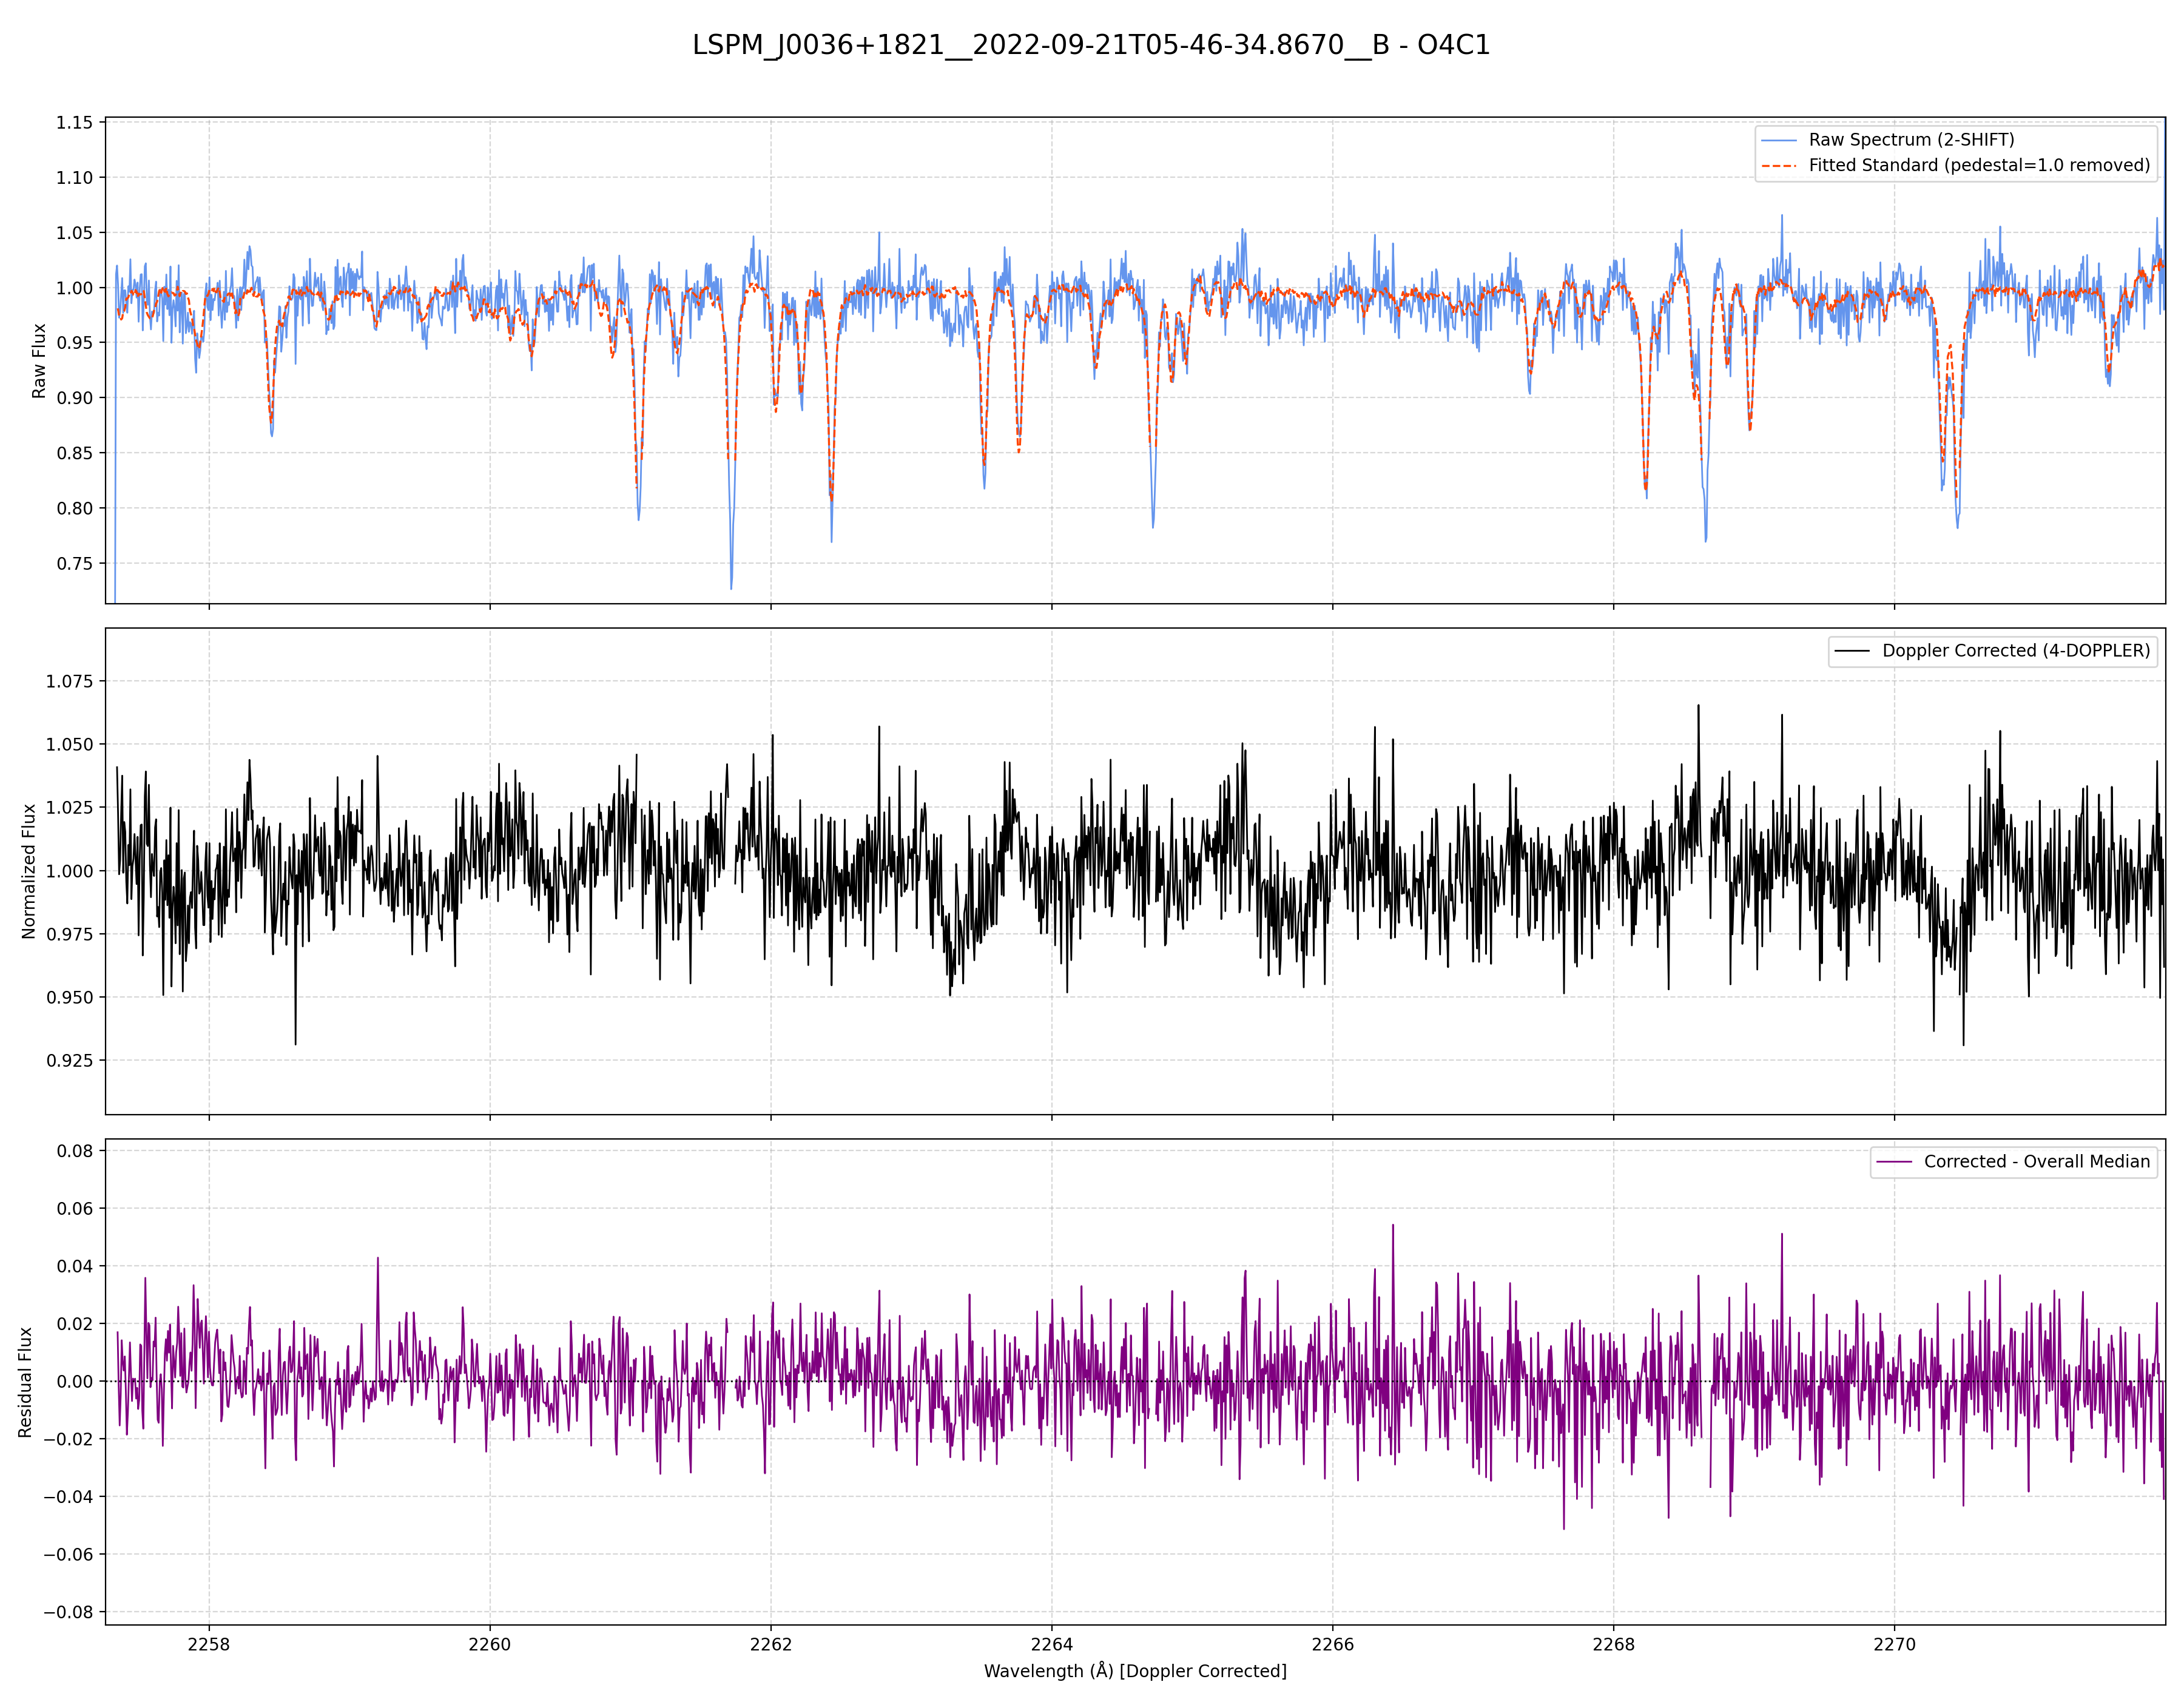 LSPM_J0036+1821__2022-09-21T05-46-34.8670__B - O4C1
1.15
1.10
1.05
1.00
0.95
0.90
0.85
0.80
0.75
Raw Flux
Raw Spectrum (2-SHIFT)
Fitted Standard (pedestal=1.0 removed)
1.075
1.050
1.025
1.000
0.975
0.950
0.925
Normalized Flux
Doppler Corrected (4-DOPPLER)
0.08
0.06
0.04
0.02
0.00
−0.02
−0.04
−0.06
−0.08
Residual Flux
Corrected - Overall Median
2258 2260 2262 2264 2266 2268 2270
Wavelength (Å) [Doppler Corrected]